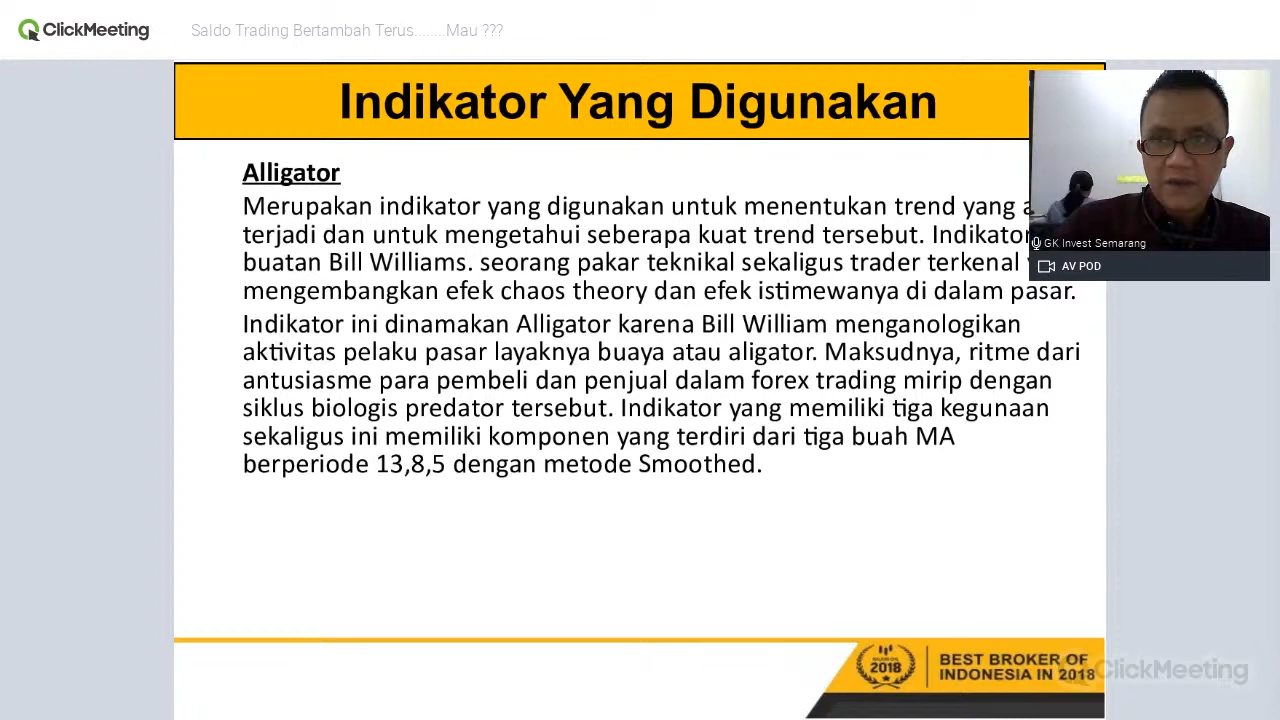 ClickMeeting
Saldo Trading Bertambah Terus.......Mau ???
Indikator Yang Digunakan
Alligator
Merupakan indikator yang digunakan untuk menentukan trend yang
terjadi dan untuk mengetahui seberapa kuat trend tersebut. Indikator
buatan Bill Williams. seorang pakar teknikal sekaligus trader terkenal
mengembangkan efek chaos theory dan efek istimewanya di dalam pasar.
Indikator ini dinamakan Alligator karena Bill William menganologikan
aktivitas pelaku pasar layaknya buaya atau aligator. Maksudnya, ritme dari
antusiasme para pembeli dan penjual dalam forex trading mirip dengan
siklus biologis predator tersebut. Indikator yang memiliki tiga kegunaan
sekaligus ini memiliki komponen yang terdiri dari tiga buah MA
berperiode 13,8,5 dengan metode Smoothed.
GK Invest Semarang
AV POD
2018
BEST BROKER OF
INDONESIA IN 2018
ClickMeeting